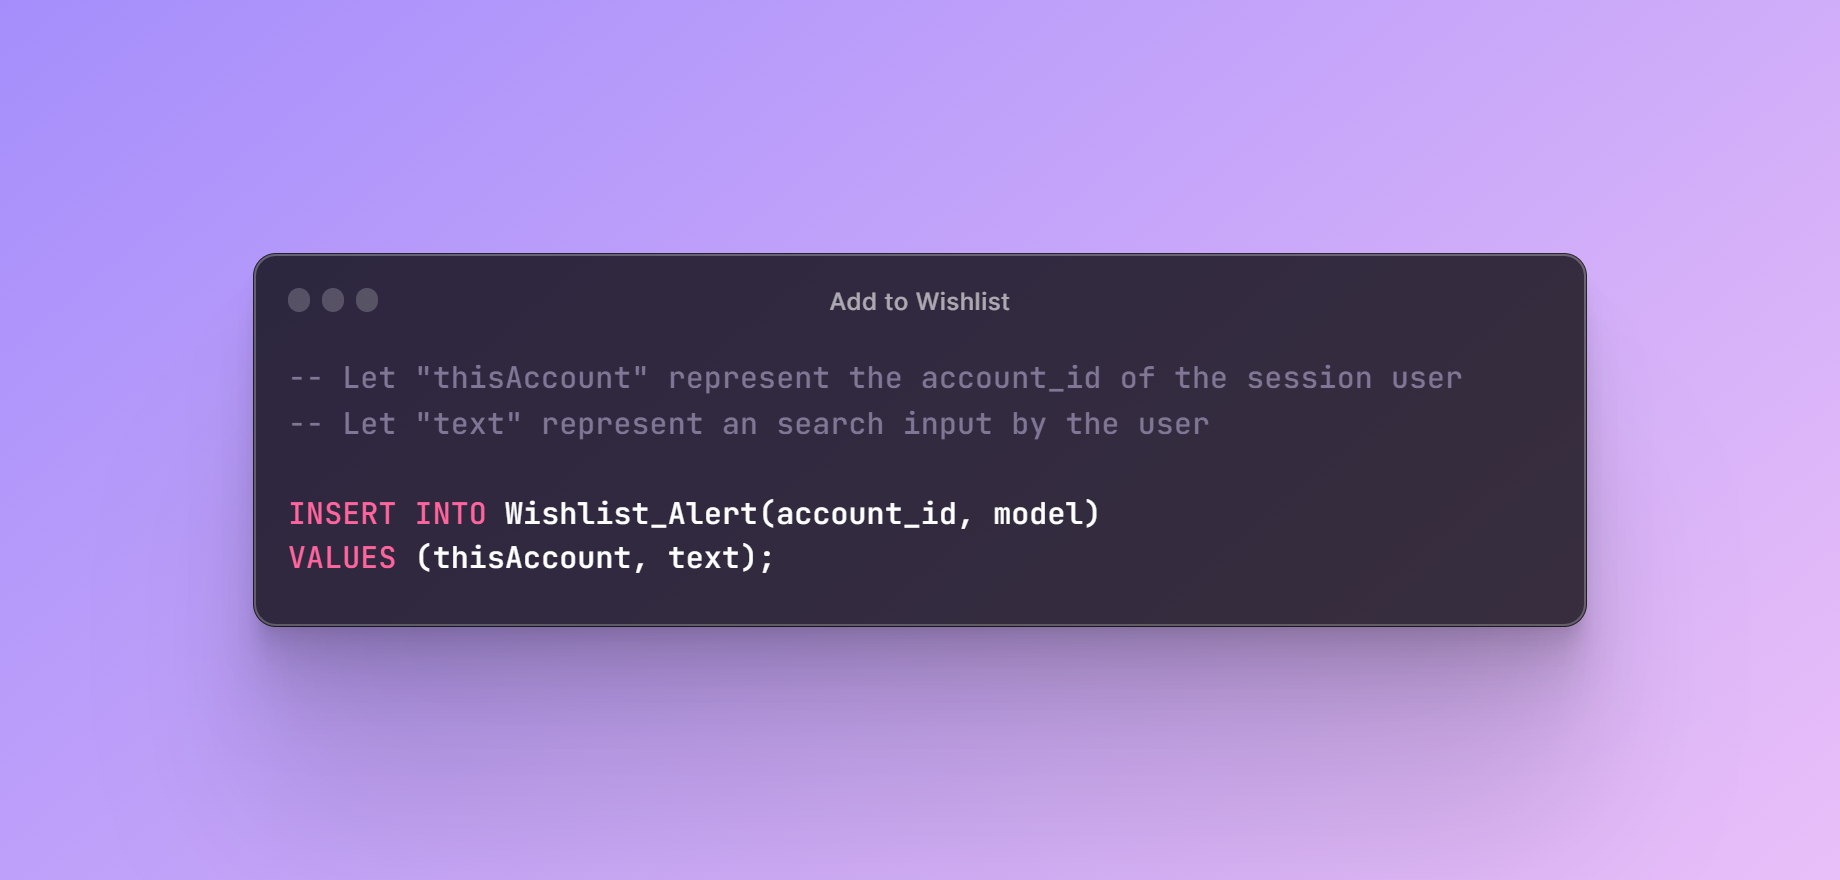 Add to Wishlist
-- Let "thisAccount" represent the account_id of the session user
-- Let "text" represent an search input by the user
INSERT INTO Wishlist_Alert(account_id, model)
VALUES (thisAccount, text);